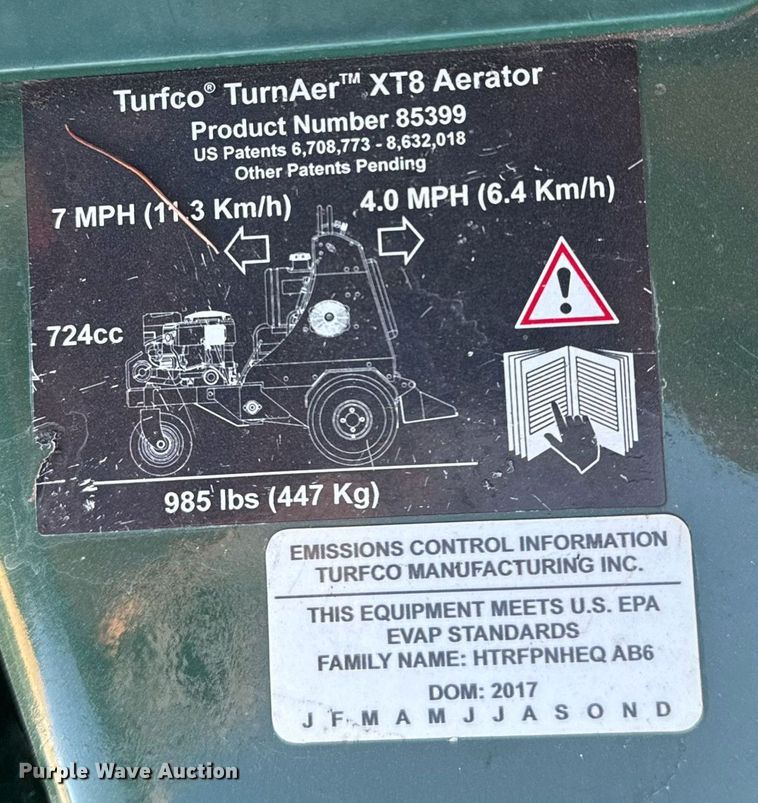 Turfco® TurnAer™ XT8 Aerator
Product Number 85399
US Patents 6,708,773 - 8,632,018
Other Patents Pending
7 MPH (11.3 Km/h)
4.0 MPH (6.4 Km/h)
724cc
985 lbs (447 Kg)
EMISSIONS CONTROL INFORMATION
TURFCO MANUFACTURING INC.
THIS EQUIPMENT MEETS U.S. EPA
EVAP STANDARDS
FAMILY NAME: HTRFPNHEQ AB6
DOM: 2017
J F M A M J J A S O N D
Purple Wave Auction